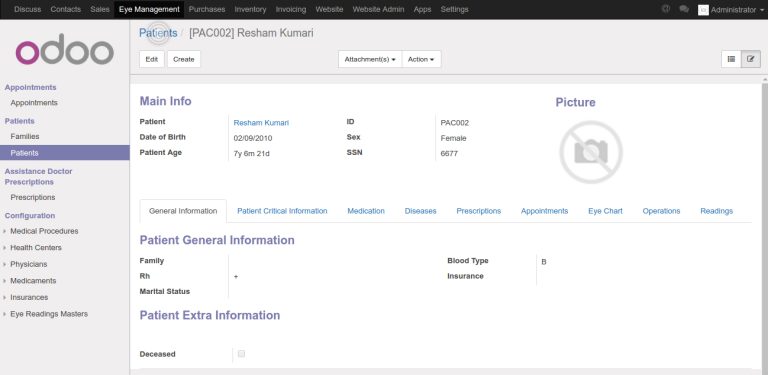 Discuss Contacts Sales Eye Management Purchases Inventory Invoicing Website Website Admin Apps Settings @ Administrator
odoo
Appointments
Appointments
Patients
Families
Patients
Assistance Doctor
Prescriptions
Prescriptions
Configuration
Medical Procedures
Health Centers
Physicians
Medicaments
Insurances
Eye Readings Masters
Patients / [PAC002] Resham Kumari
Edit Create Attachment(s) Action
Main Info Picture
Patient Resham Kumari ID PAC002
Date of Birth 02/09/2010 Sex Female
Patient Age 7y 6m 21d SSN 6677
General Information Patient Critical Information Medication Diseases Prescriptions Appointments Eye Chart Operations Readings
Patient General Information
Family Blood Type B
Rh + Insurance
Marital Status
Patient Extra Information
Deceased